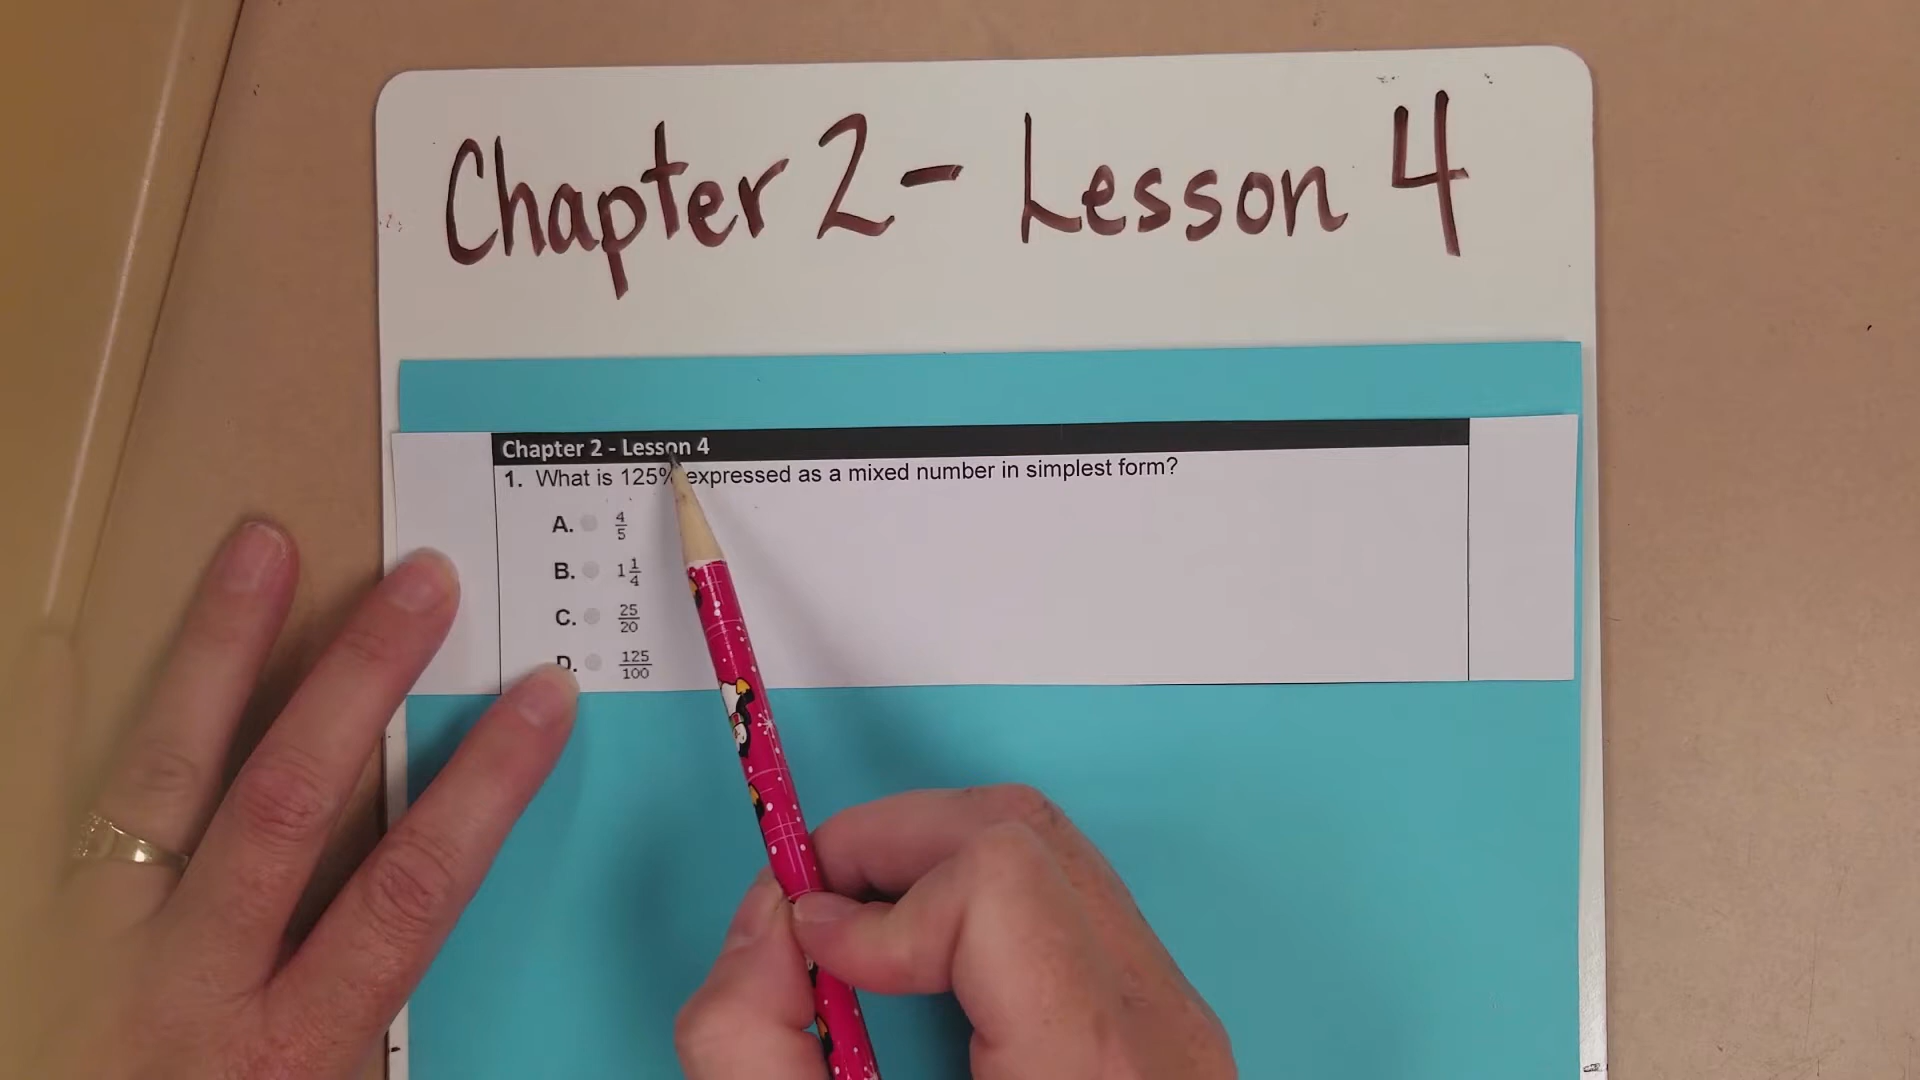 Chapter 2 - Lesson 4
Chapter 2 - Lesson 4
1. What is 125% expressed as a mixed number in simplest form?
A. 4/5
B. 1 1/4
C. 25/20
D. 125/100